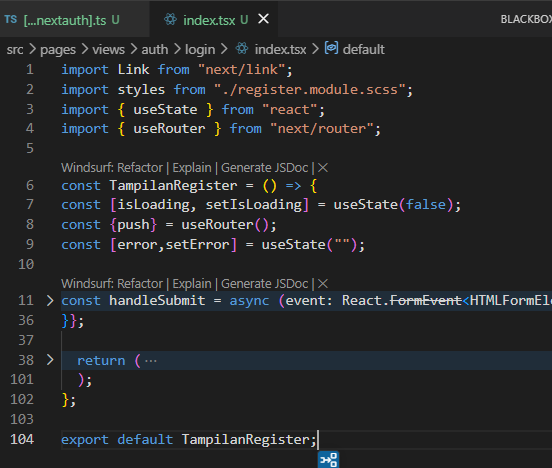 TS [...nextauth].ts U
index.tsx U ×
BLACKBOX
src > pages > views > auth > login > index.tsx > default
1 import Link from "next/link";
2 import styles from "./register.module.scss";
3 import { useState } from "react";
4 import { useRouter } from "next/router";
5
Windsurf: Refactor | Explain | Generate JSDoc | ×
6 const TampilanRegister = () => {
7 const [isLoading, setIsLoading] = useState(false);
8 const {push} = useRouter();
9 const [error,setError] = useState("");
10
Windsurf: Refactor | Explain | Generate JSDoc | ×
11 > const handleSubmit = async (event: React.FormEvent<HTMLFormEl
36 }};
37
38 > return ( ⋯
101 );
102 };
103
104 export default TampilanRegister;